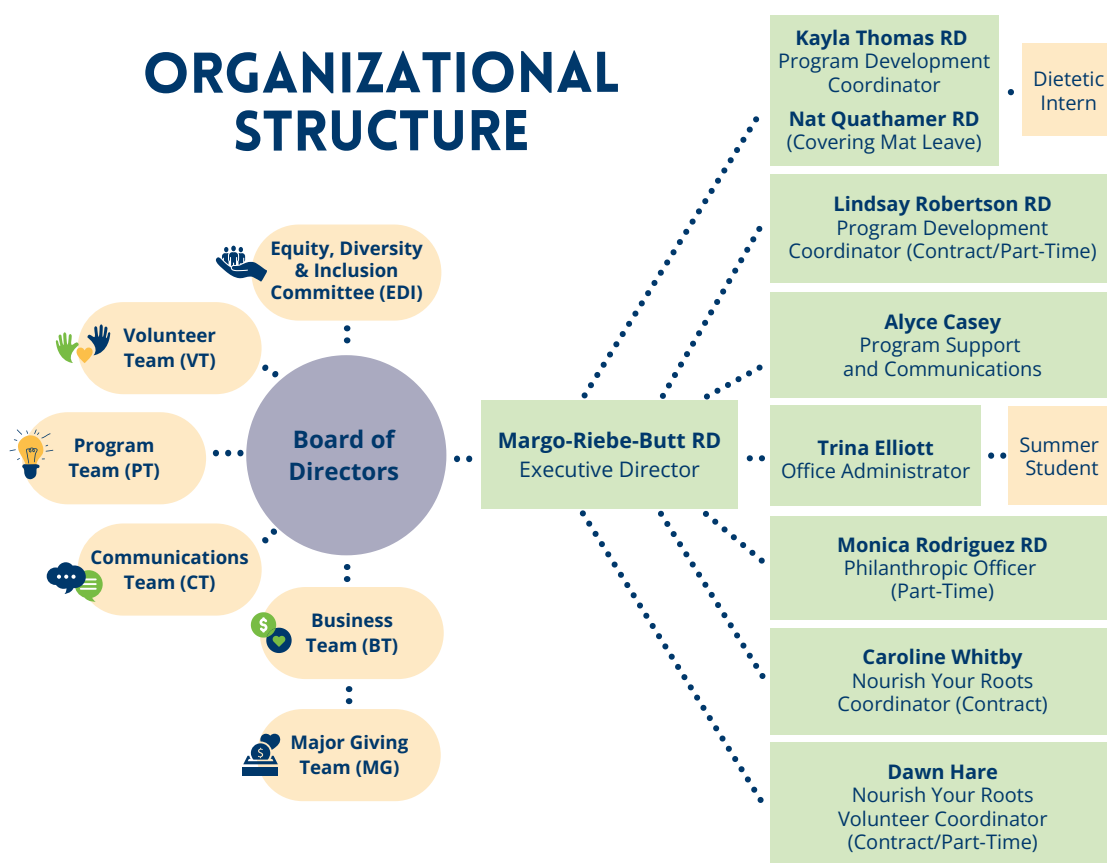 ORGANIZATIONAL
STRUCTURE
Equity, Diversity
& Inclusion
Committee (EDI)
Volunteer
Team (VT)
Program
Team (PT)
Communications
Team (CT)
Business
Team (BT)
$
Major Giving
Team (MG)
$
Board of
Directors
Margo-Riebe-Butt RD
Executive Director
Kayla Thomas RD
Program Development
Coordinator
Nat Quathamer RD
(Covering Mat Leave)
Dietetic
Intern
Lindsay Robertson RD
Program Development
Coordinator (Contract/Part-Time)
Alyce Casey
Program Support
and Communications
Trina Elliott
Office Administrator
Summer
Student
Monica Rodriguez RD
Philanthropic Officer
(Part-Time)
Caroline Whitby
Nourish Your Roots
Coordinator (Contract)
Dawn Hare
Nourish Your Roots
Volunteer Coordinator
(Contract/Part-Time)